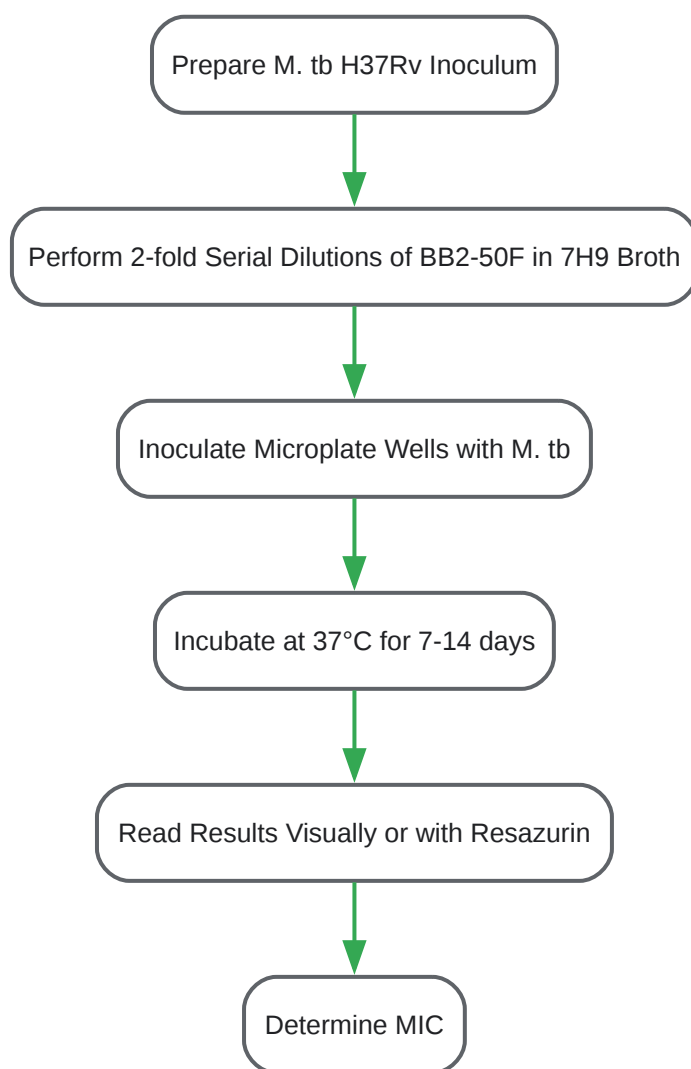 Prepare M. tb H37Rv Inoculum
Perform 2-fold Serial Dilutions of BB2-50F in 7H9 Broth
Inoculate Microplate Wells with M. tb
Incubate at 37°C for 7-14 days
Read Results Visually or with Resazurin
Determine MIC